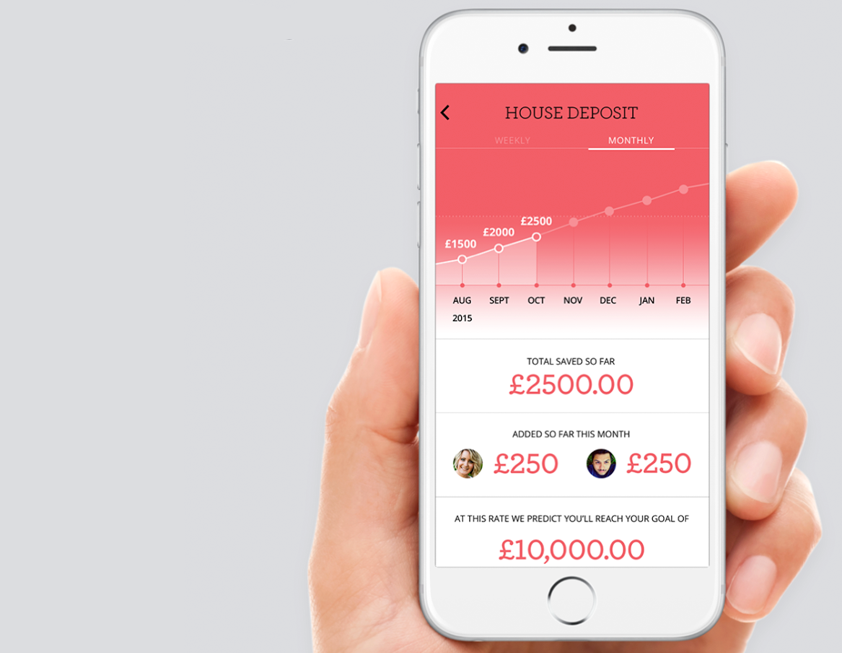 HOUSE DEPOSIT
WEEKLY MONTHLY
£2500
£2000
£1500
AUG SEPT OCT NOV DEC JAN FEB
2015
TOTAL SAVED SO FAR
£2500.00
ADDED SO FAR THIS MONTH
£250 £250
AT THIS RATE WE PREDICT YOU'LL REACH YOUR GOAL OF
£10,000.00